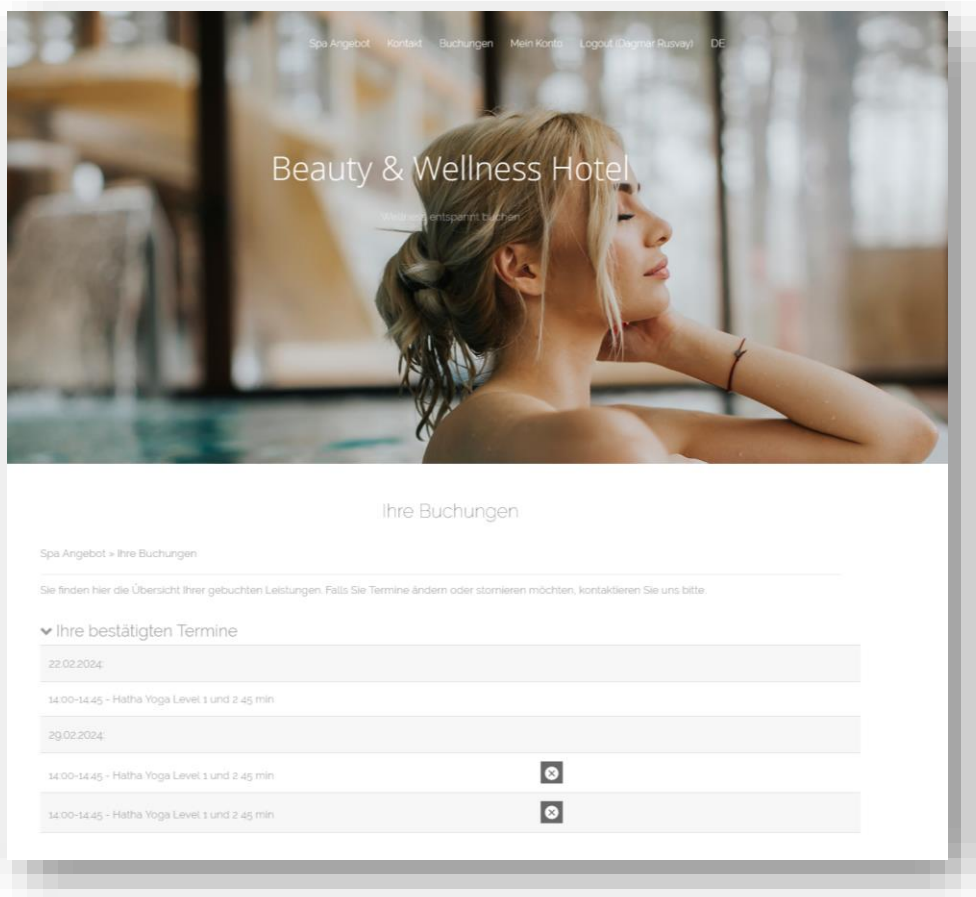 Spa Angebot Kontakt Buchungen Mein Konto Logout (Dagmar Rusvay) DE
Beauty & Wellness Hotel
Wellness entspannt buchen
Ihre Buchungen
Spa Angebot > Ihre Buchungen
Sie finden hier die Übersicht Ihrer gebuchten Leistungen. Falls Sie Termine ändern oder stornieren möchten, kontaktieren Sie uns bitte.
Ihre bestätigten Termine
22.02.2024:
14:00-14:45 - Hatha Yoga Level 1 und 2 45 min
29.02.2024:
14:00-14:45 - Hatha Yoga Level 1 und 2 45 min
14:00-14:45 - Hatha Yoga Level 1 und 2 45 min